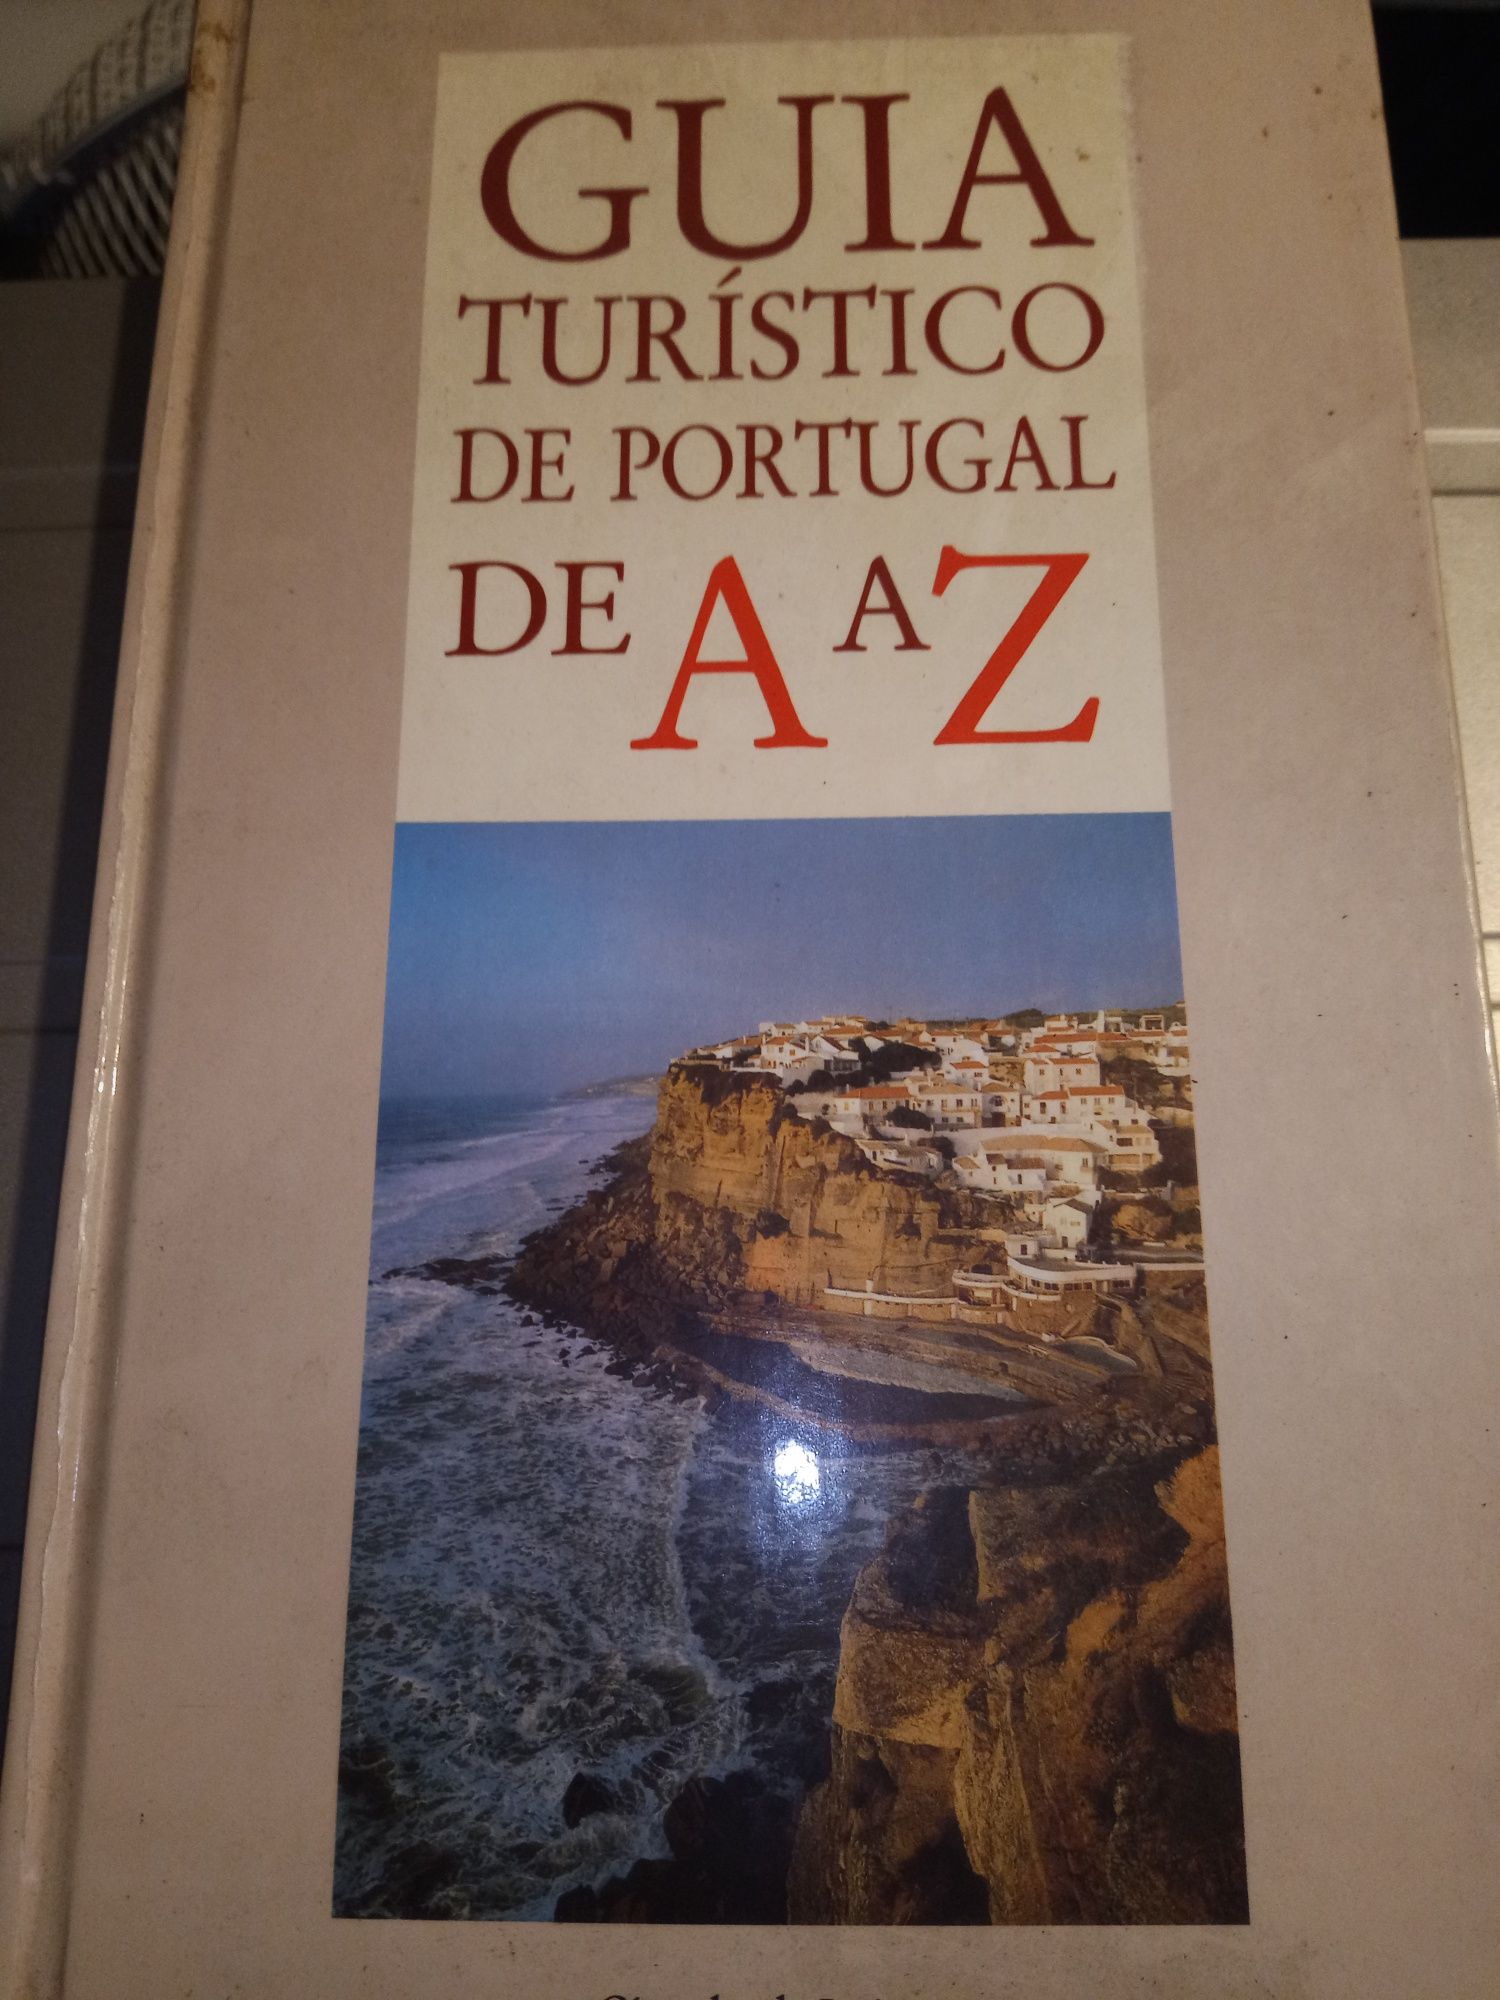 GUIA
TURÍSTICO
DE PORTUGAL
DE A A Z